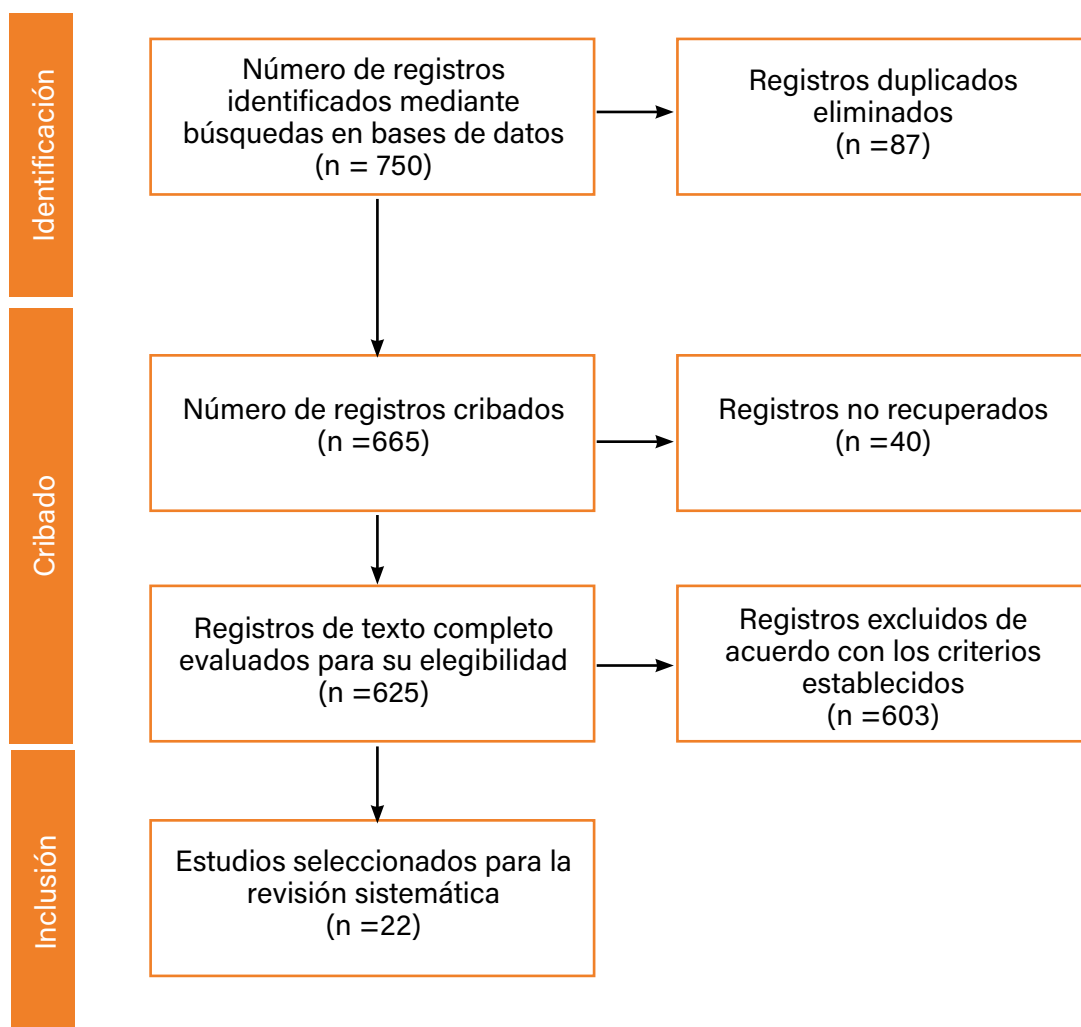 Identificación
Número de registros
identificados mediante
búsquedas en bases de datos
(n = 750)
Registros duplicados
eliminados
(n =87)
Cribado
Número de registros cribados
(n =665)
Registros no recuperados
(n =40)
Registros de texto completo
evaluados para su elegibilidad
(n =625)
Registros excluidos de
acuerdo con los criterios
establecidos
(n =603)
Inclusión
Estudios seleccionados para la
revisión sistemática
(n =22)